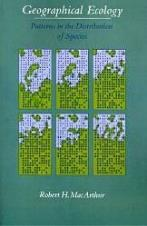 Geographical Ecology
Patterns in the Distribution
of Species
Robert H. MacArthur